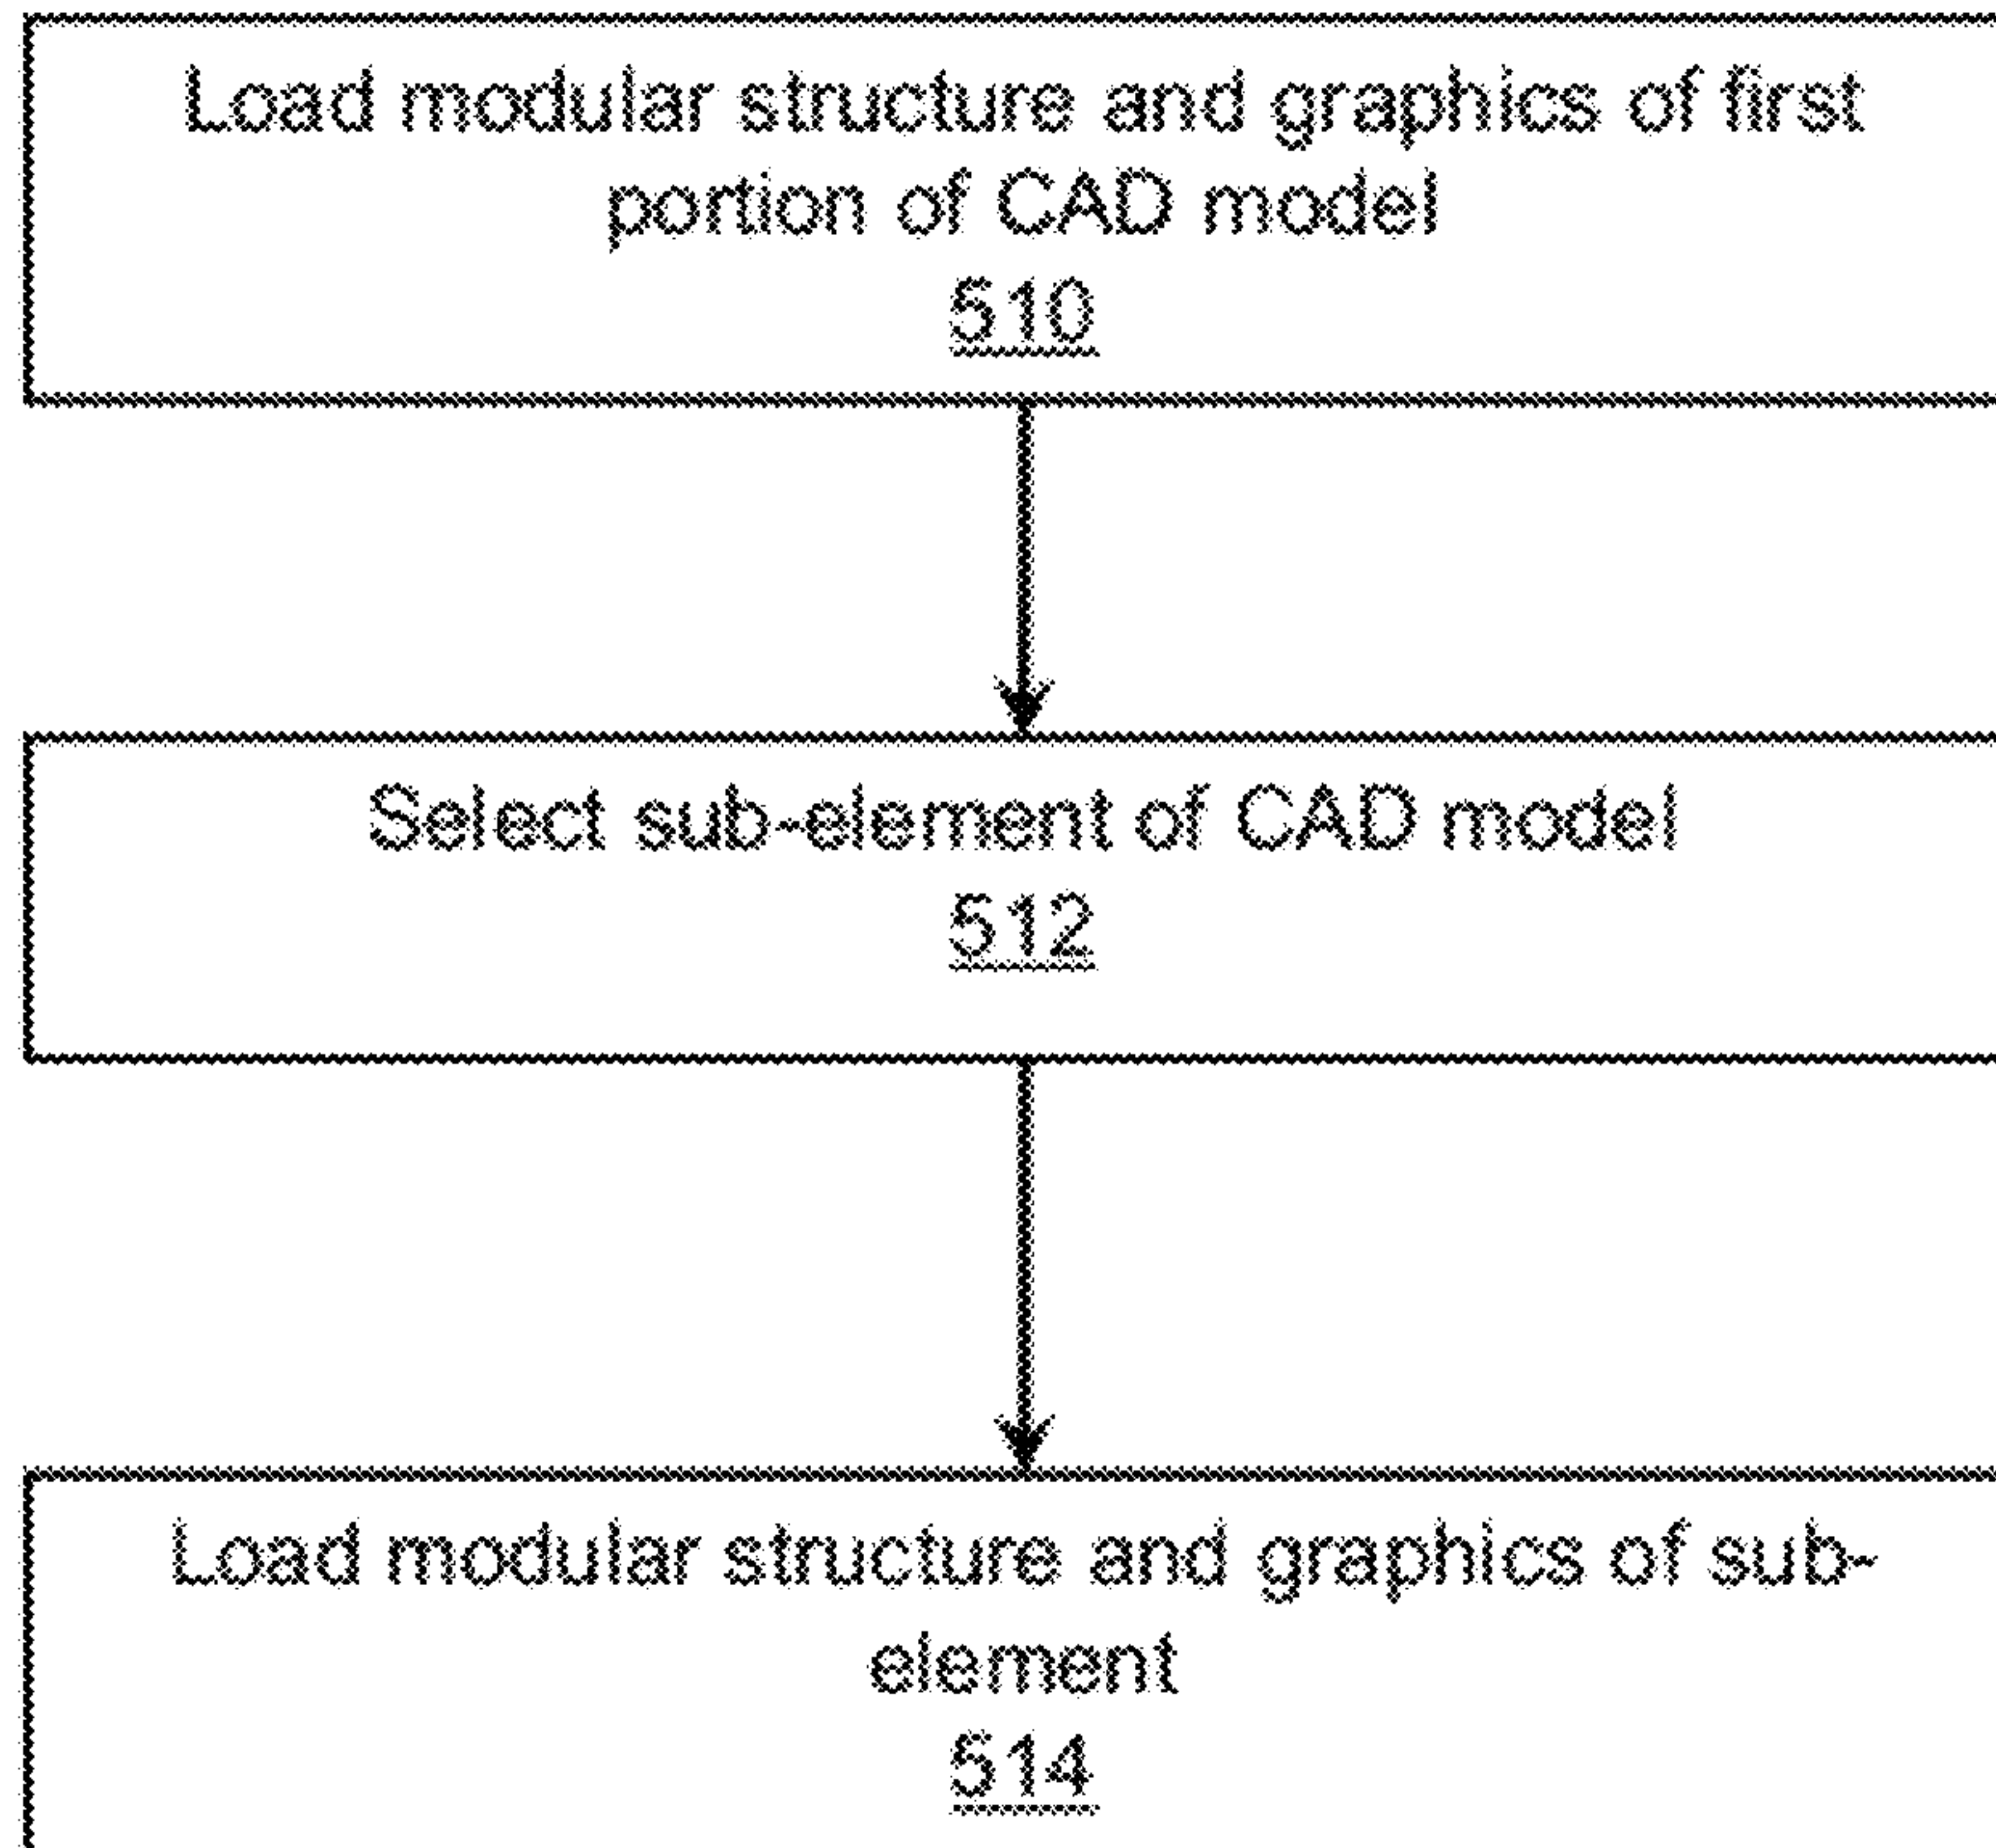 Load modular structure and graphics of first
portion of CAD model
510
Select sub-element of CAD model
512
Load modular structure and graphics of sub-
element
514